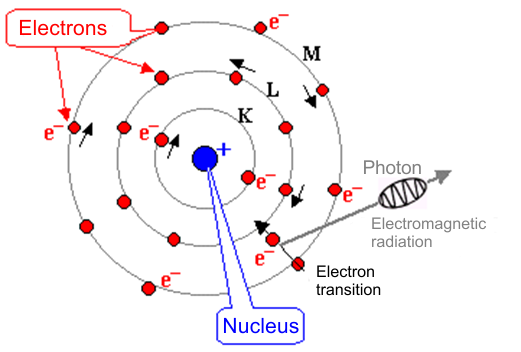 Electrons
e⁻
M
L
e⁻
K
e⁻
+
Photon
e⁻
e⁻
Electromagnetic
radiation
e⁻
Electron
transition
e⁻
Nucleus